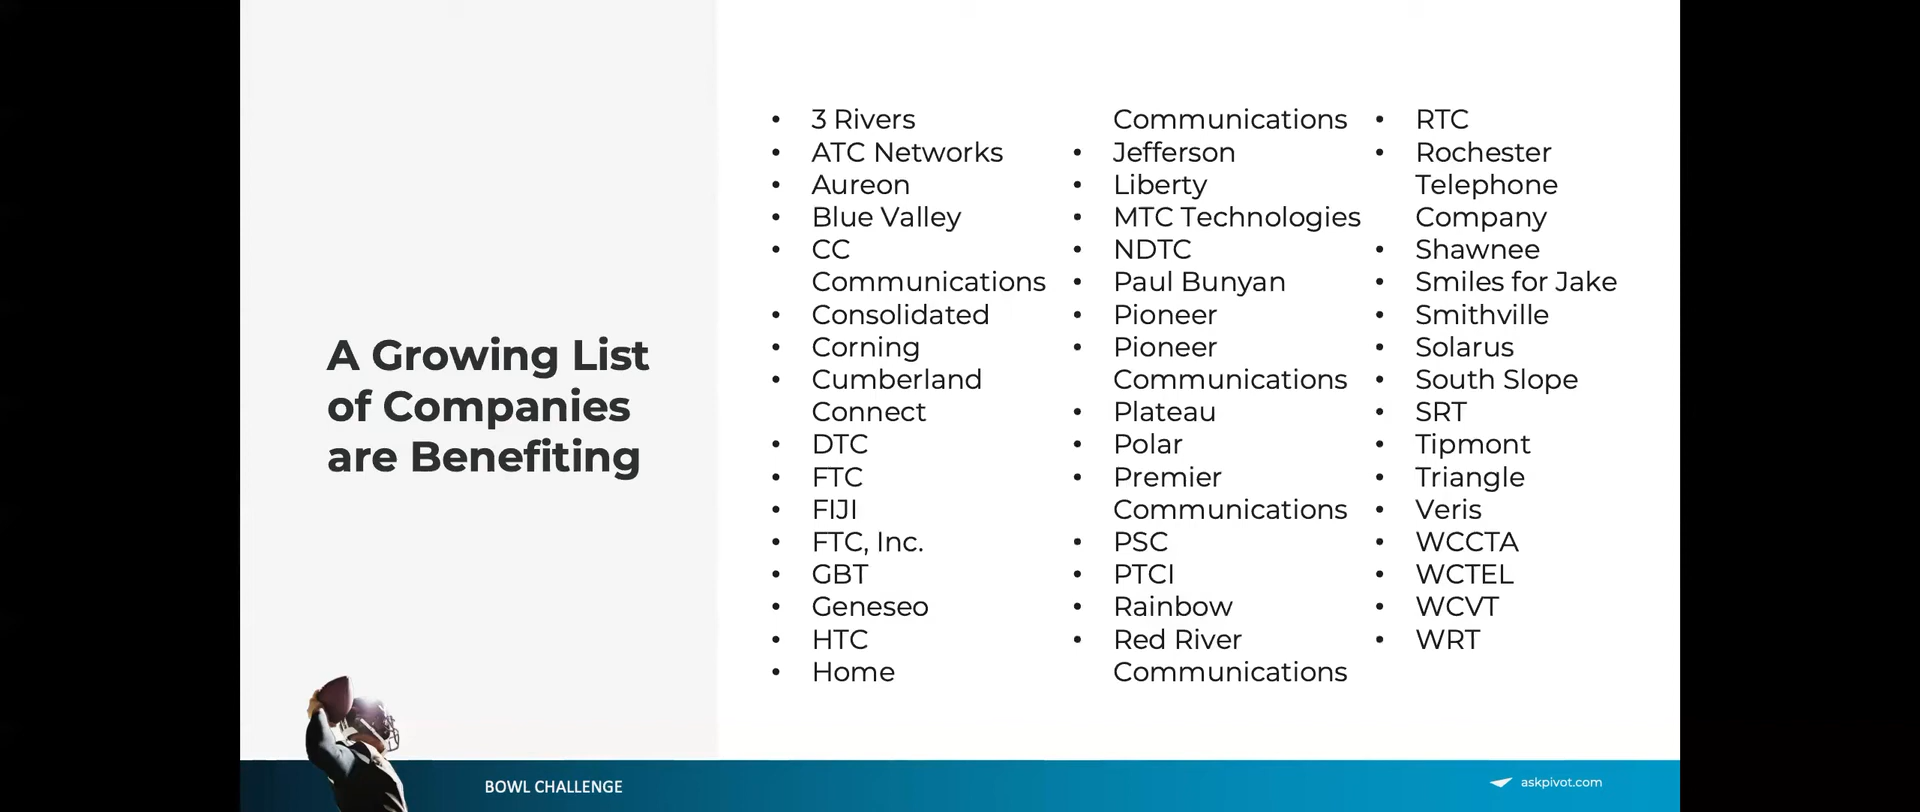 A Growing List
of Companies
are Benefiting
• 3 Rivers
• ATC Networks
• Aureon
• Blue Valley
• CC
Communications
• Consolidated
• Corning
• Cumberland
Connect
• DTC
• FTC
• FIJI
• FTC, Inc.
• GBT
• Geneseo
• HTC
• Home
Communications
• Jefferson
• Liberty
• MTC Technologies
• NDTC
• Paul Bunyan
• Pioneer
• Pioneer
Communications
• Plateau
• Polar
• Premier
Communications
• PSC
• PTCI
• Rainbow
• Red River
Communications
• RTC
• Rochester
Telephone
Company
• Shawnee
• Smiles for Jake
• Smithville
• Solarus
• South Slope
• SRT
• Tipmont
• Triangle
• Veris
• WCCTA
• WCTEL
• WCVT
• WRT
BOWL CHALLENGE
askpivot.com